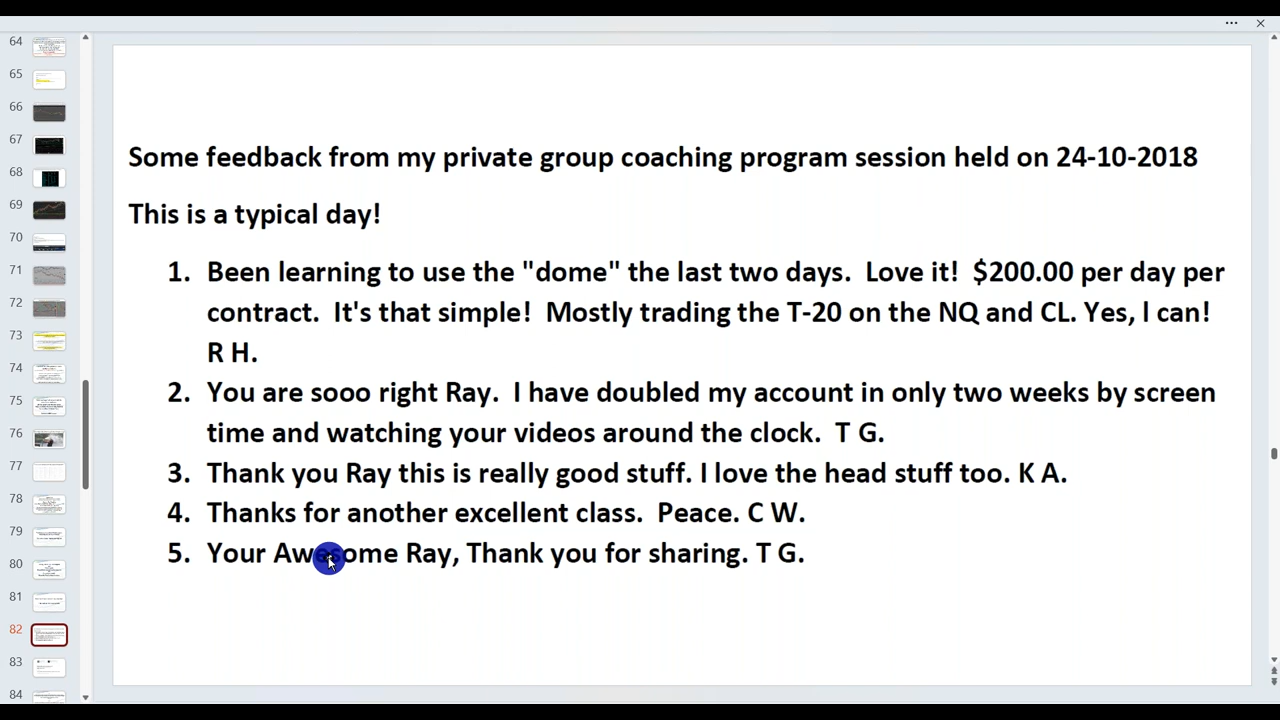 64
65
66
67
68
69
70
71
72
73
74
75
76
77
78
79
80
81
82
83
84
Some feedback from my private group coaching program session held on 24-10-2018
This is a typical day!
1. Been learning to use the "dome" the last two days. Love it! $200.00 per day per
contract. It's that simple! Mostly trading the T-20 on the NQ and CL. Yes, I can!
R H.
2. You are sooo right Ray. I have doubled my account in only two weeks by screen
time and watching your videos around the clock. T G.
3. Thank you Ray this is really good stuff. I love the head stuff too. K A.
4. Thanks for another excellent class. Peace. C W.
5. Your Awesome Ray, Thank you for sharing. T G.